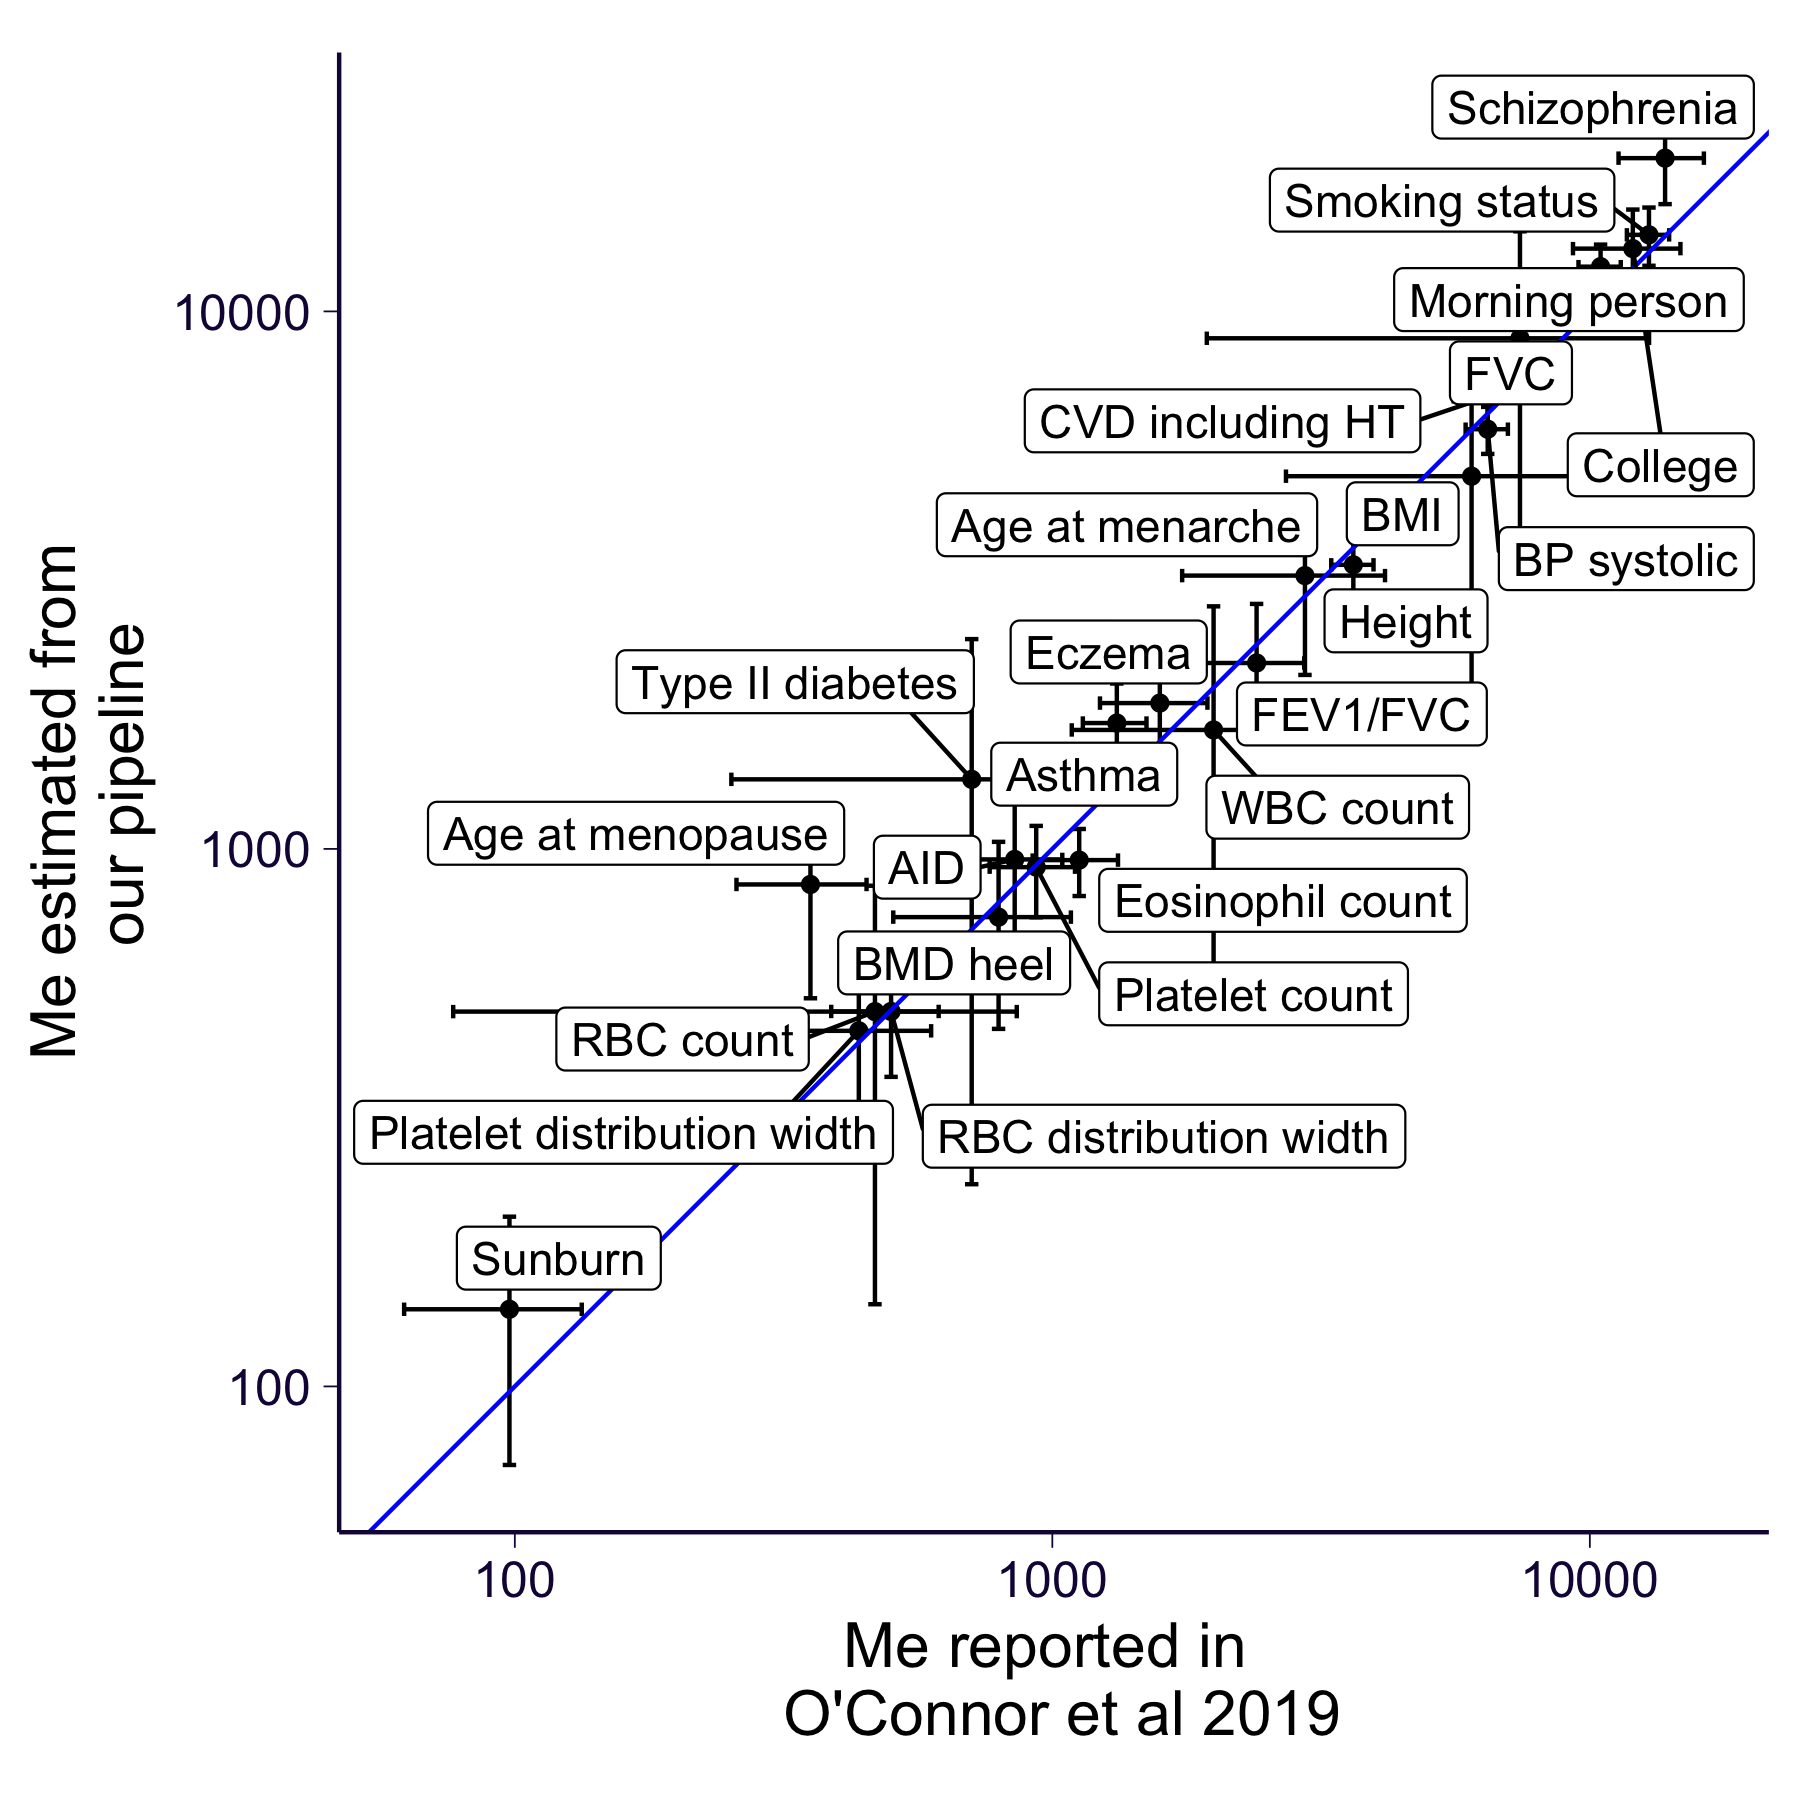 Schizophrenia
Smoking status
Morning person
FVC
CVD including HT
College
BMI
Age at menarche
BP systolic
Height
Eczema
Type II diabetes
FEV1/FVC
Asthma
WBC count
Age at menopause
AID
Eosinophil count
BMD heel
Platelet count
RBC count
Platelet distribution width
RBC distribution width
Sunburn
10000
1000
100
100
1000
10000
Me estimated from
our pipeline
Me reported in
O'Connor et al 2019